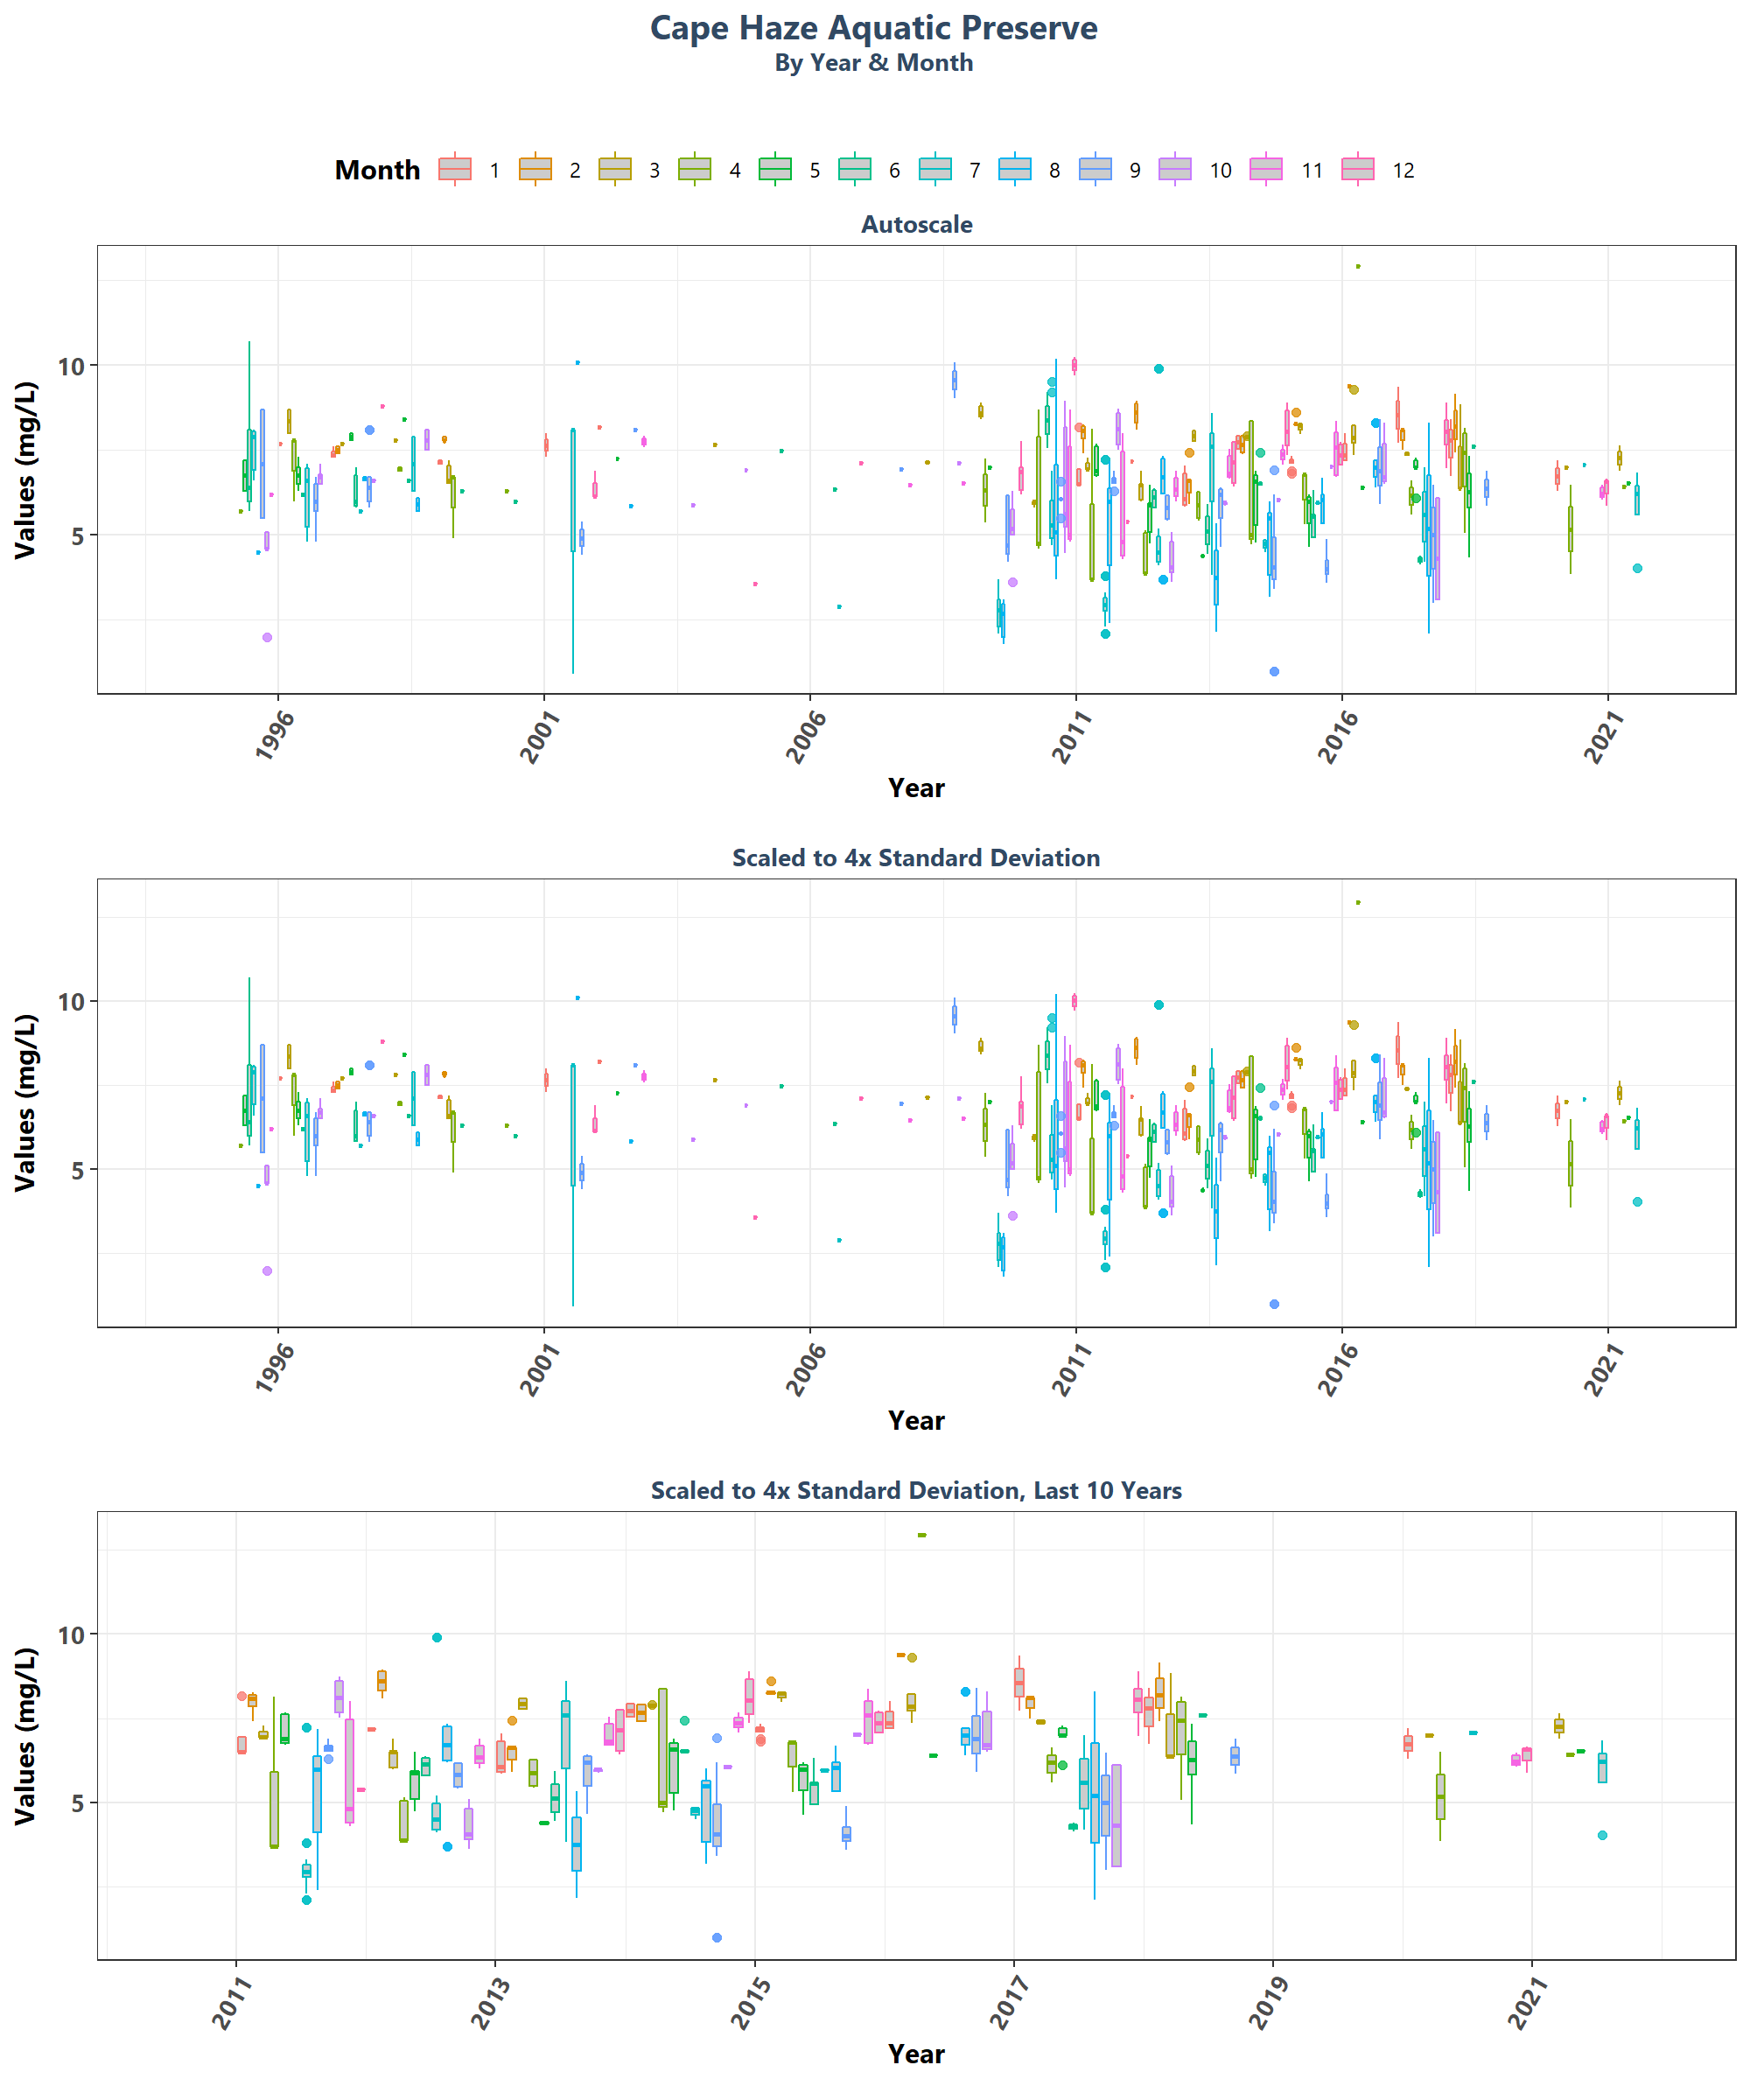 Cape Haze Aquatic Preserve
By Year & Month
Month 1 2 3 4 5 6 7 8 9 10 11 12
Autoscale
Values (mg/L)
10
5
1996 2001 2006 2011 2016 2021
Year
Scaled to 4x Standard Deviation
Values (mg/L)
10
5
1996 2001 2006 2011 2016 2021
Year
Scaled to 4x Standard Deviation, Last 10 Years
Values (mg/L)
10
5
2011 2013 2015 2017 2019 2021
Year